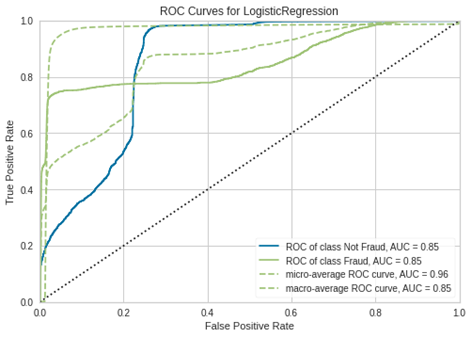 ROC Curves for LogisticRegression
True Positive Rate
1.0
0.8
0.6
0.4
0.2
0.0
ROC of class Not Fraud, AUC = 0.85
ROC of class Fraud, AUC = 0.85
micro-average ROC curve, AUC = 0.96
macro-average ROC curve, AUC = 0.85
0.0 0.2 0.4 0.6 0.8 1.0
False Positive Rate